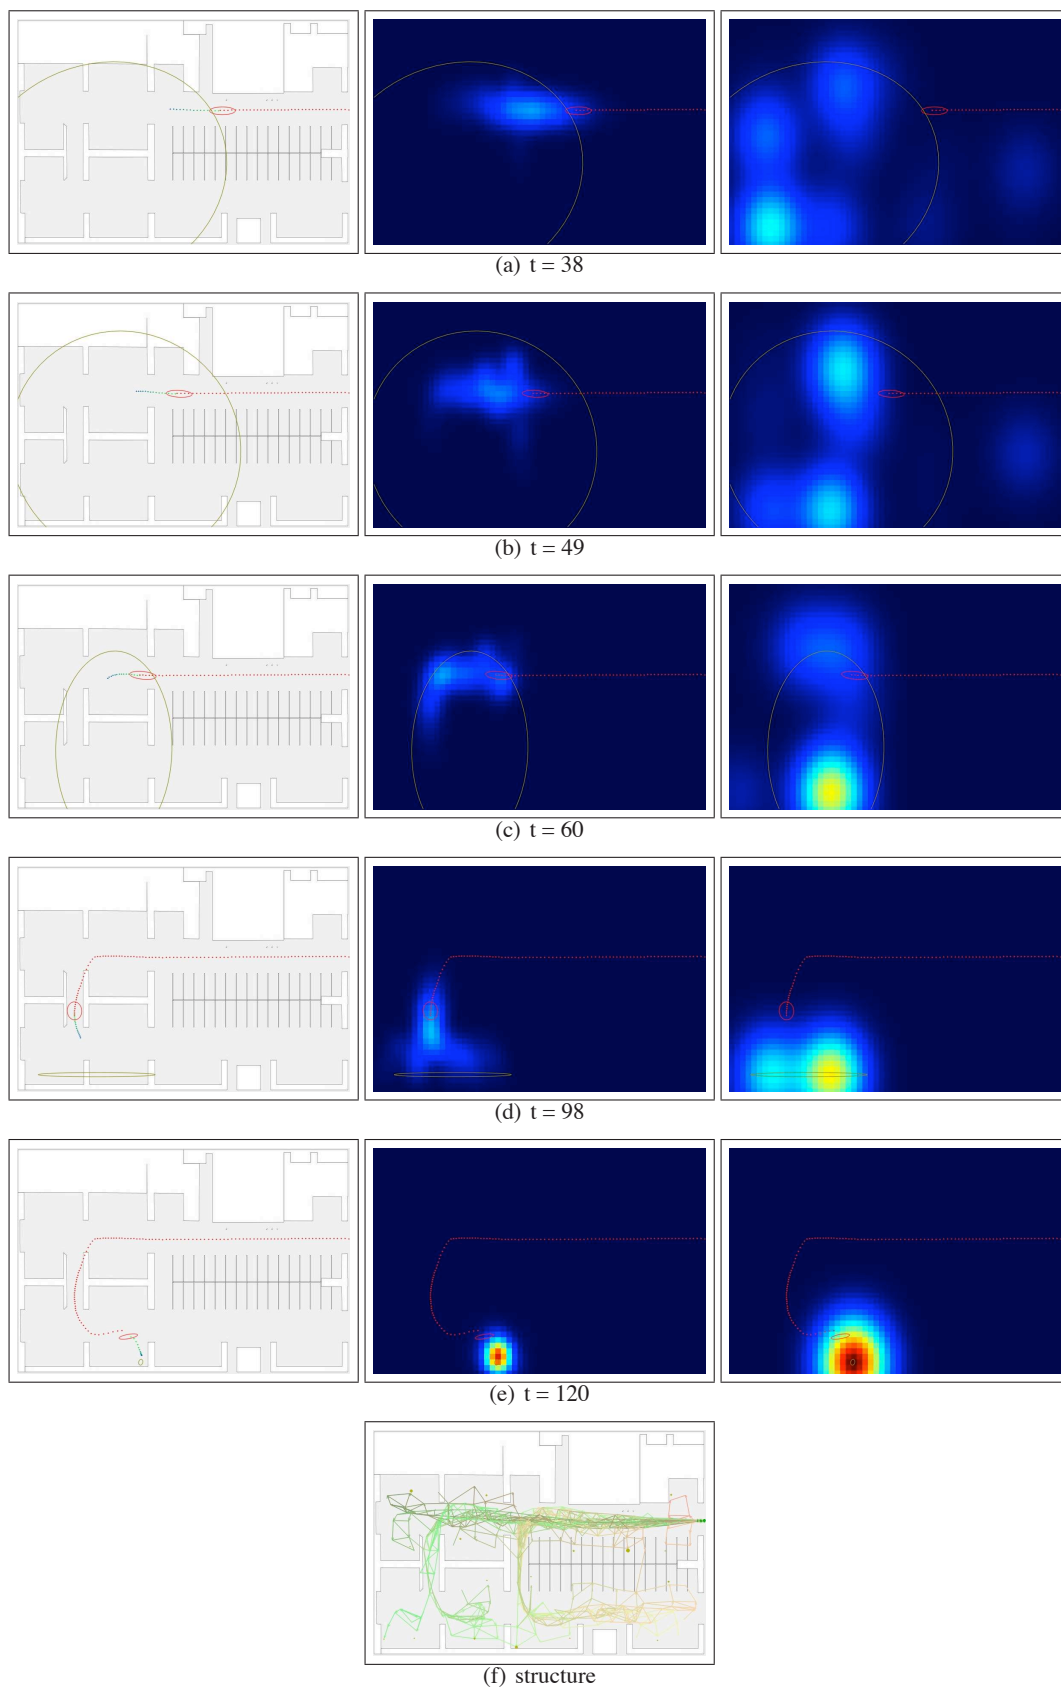 (a) t = 38
(b) t = 49
(c) t = 60
(d) t = 98
(e) t = 120
(f) structure